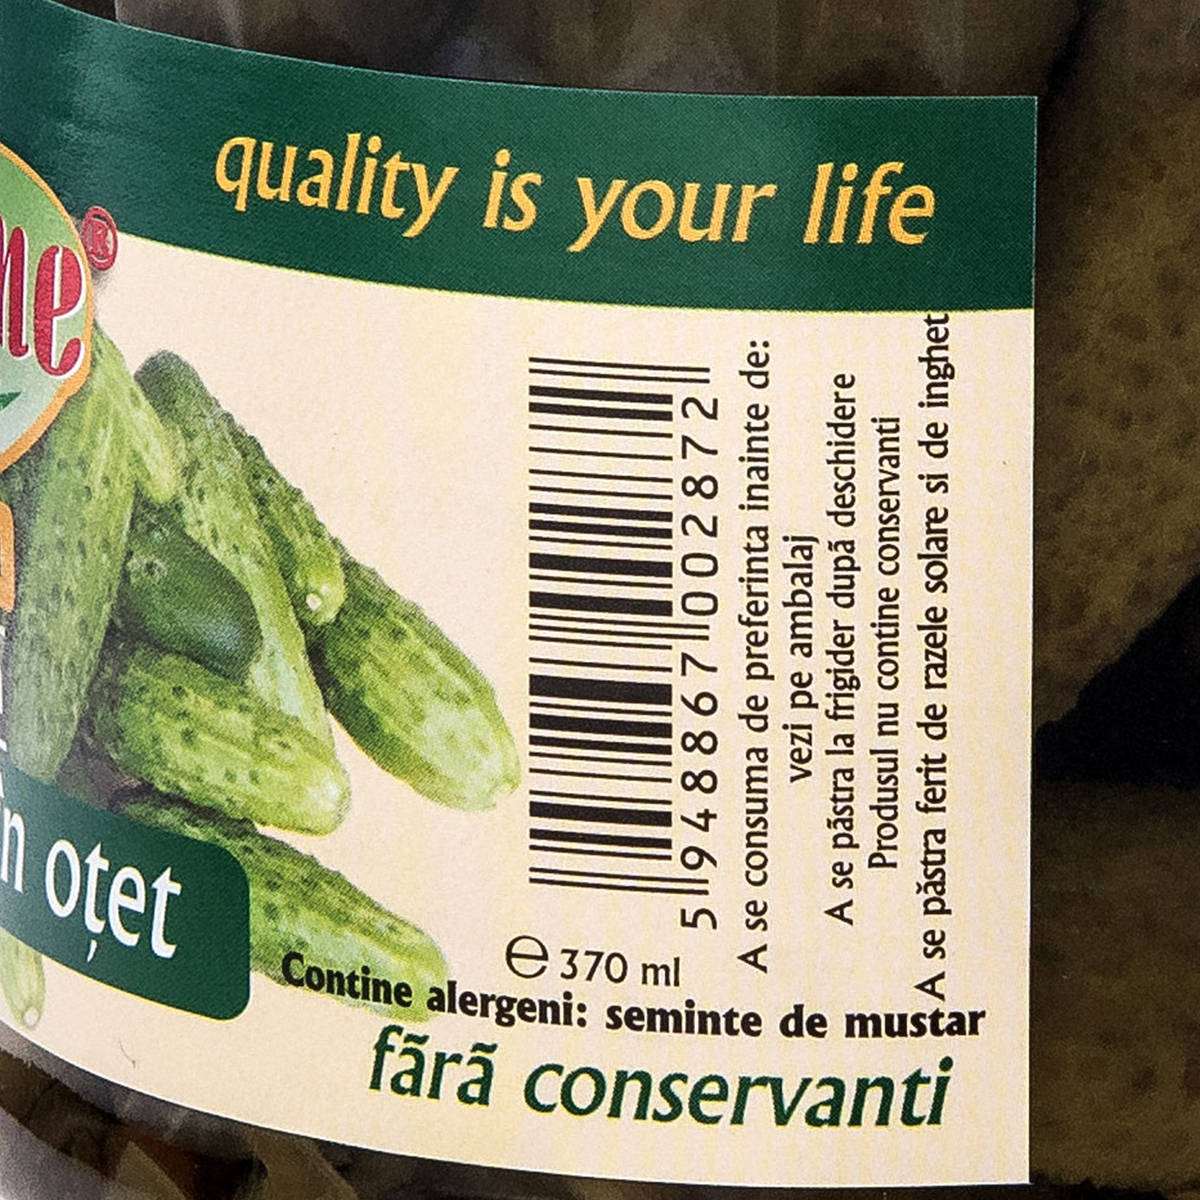 quality is your life
®
oțet
5 948867 002872
A se consuma de preferinta inainte de:
vezi pe ambalaj
A se păstra la frigider după deschidere
Produsul nu contine conservanti
A se păstra ferit de razele solare si de inghet
℮ 370 ml
Contine alergeni: seminte de mustar
fãrã conservanti